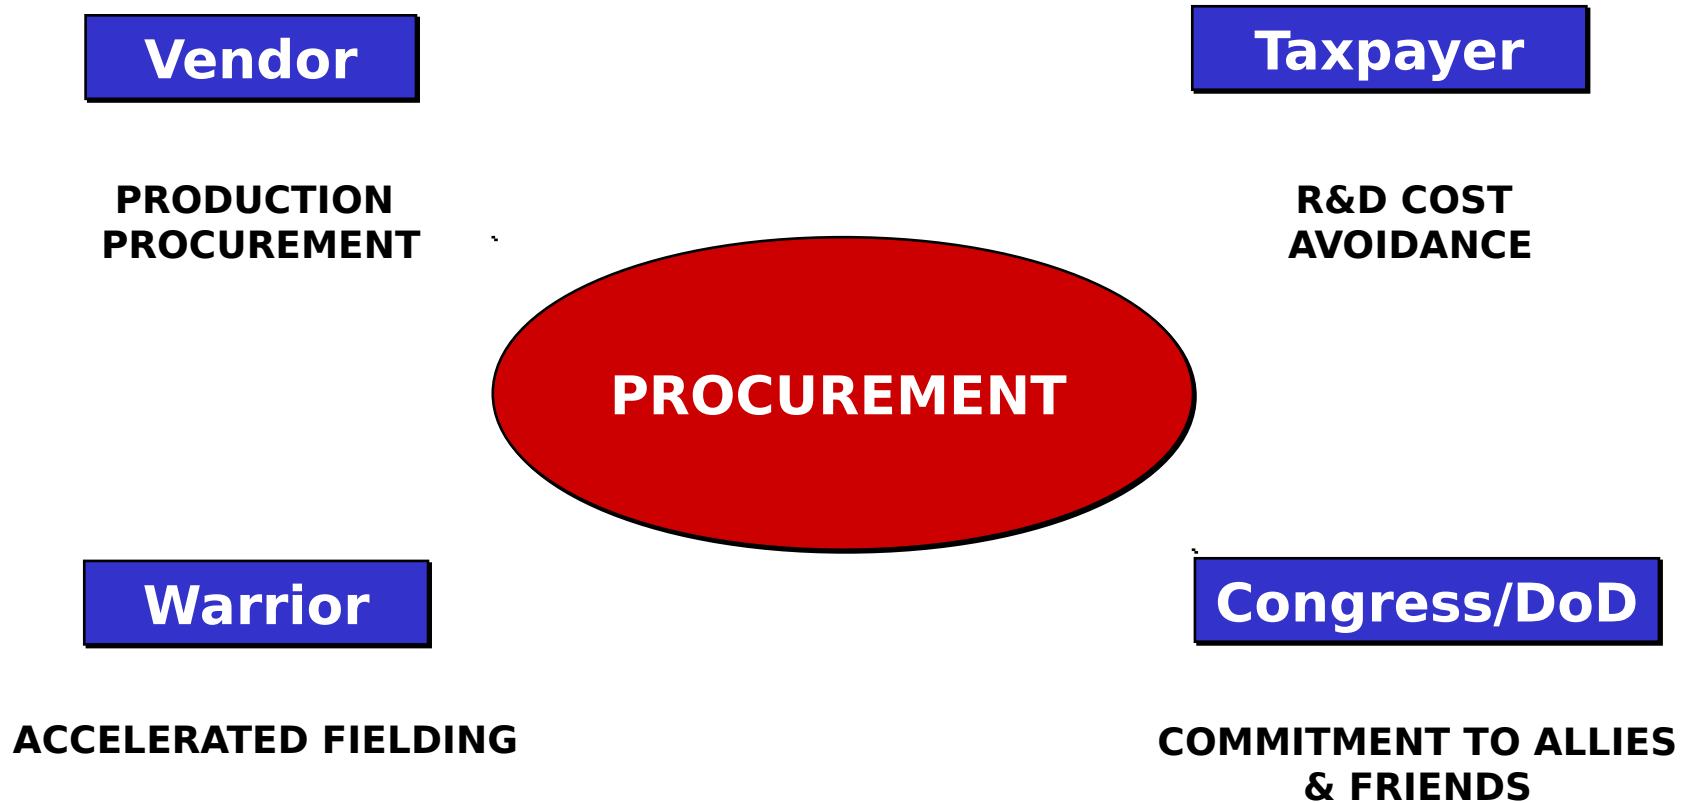 Vendor
Taxpayer
PRODUCTION
PROCUREMENT
R&D COST
AVOIDANCE
PROCUREMENT
Warrior
Congress/DoD
ACCELERATED FIELDING
COMMITMENT TO ALLIES
& FRIENDS